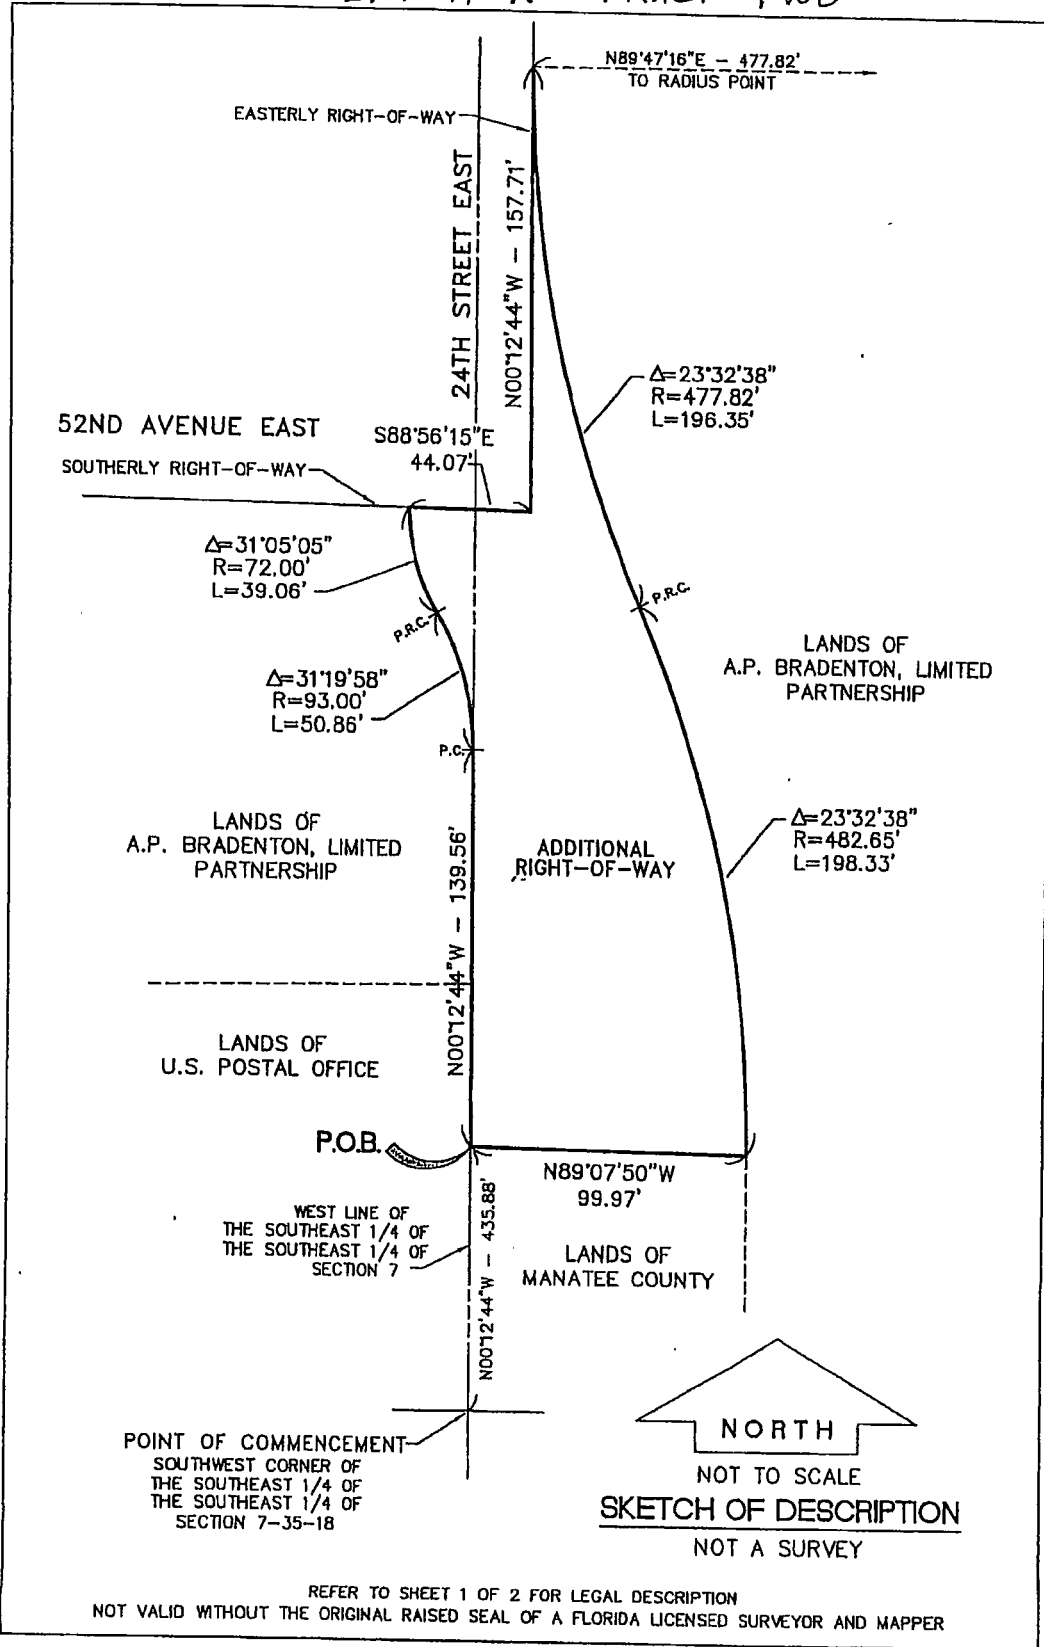 N89°47'16"E - 477.82'
TO RADIUS POINT
EASTERLY RIGHT-OF-WAY
24TH STREET EAST
N00°12'44"W - 157.71'
Δ=23°32'38"
R=477.82'
L=196.35'
52ND AVENUE EAST
S88°56'15"E
44.07'
SOUTHERLY RIGHT-OF-WAY
Δ=31°05'05"
R=72.00'
L=39.06'
P.R.C.
P.R.C.
LANDS OF
A.P. BRADENTON, LIMITED
PARTNERSHIP
Δ=31°19'58"
R=93.00'
L=50.86'
P.C.
LANDS OF
A.P. BRADENTON, LIMITED
PARTNERSHIP
N00°12'44"W - 139.56'
ADDITIONAL
RIGHT-OF-WAY
Δ=23°32'38"
R=482.65'
L=198.33'
LANDS OF
U.S. POSTAL OFFICE
P.O.B.
N89°07'50"W
99.97'
WEST LINE OF
THE SOUTHEAST 1/4 OF
THE SOUTHEAST 1/4 OF
SECTION 7
N00°12'44"W - 435.88'
LANDS OF
MANATEE COUNTY
POINT OF COMMENCEMENT
SOUTHWEST CORNER OF
THE SOUTHEAST 1/4 OF
THE SOUTHEAST 1/4 OF
SECTION 7-35-18
NORTH
NOT TO SCALE
SKETCH OF DESCRIPTION
NOT A SURVEY
REFER TO SHEET 1 OF 2 FOR LEGAL DESCRIPTION
NOT VALID WITHOUT THE ORIGINAL RAISED SEAL OF A FLORIDA LICENSED SURVEYOR AND MAPPER